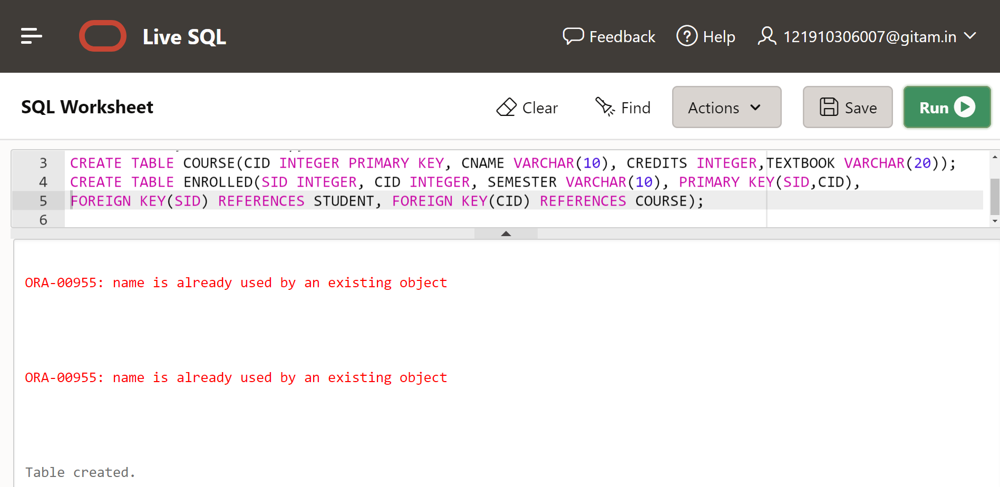 Live SQL
Feedback
Help
121910306007@gitam.in
SQL Worksheet
Clear
Find
Actions
Save
Run
3 CREATE TABLE COURSE(CID INTEGER PRIMARY KEY, CNAME VARCHAR(10), CREDITS INTEGER,TEXTBOOK VARCHAR(20));
4 CREATE TABLE ENROLLED(SID INTEGER, CID INTEGER, SEMESTER VARCHAR(10), PRIMARY KEY(SID,CID),
5 FOREIGN KEY(SID) REFERENCES STUDENT, FOREIGN KEY(CID) REFERENCES COURSE);
6
ORA-00955: name is already used by an existing object
ORA-00955: name is already used by an existing object
Table created.